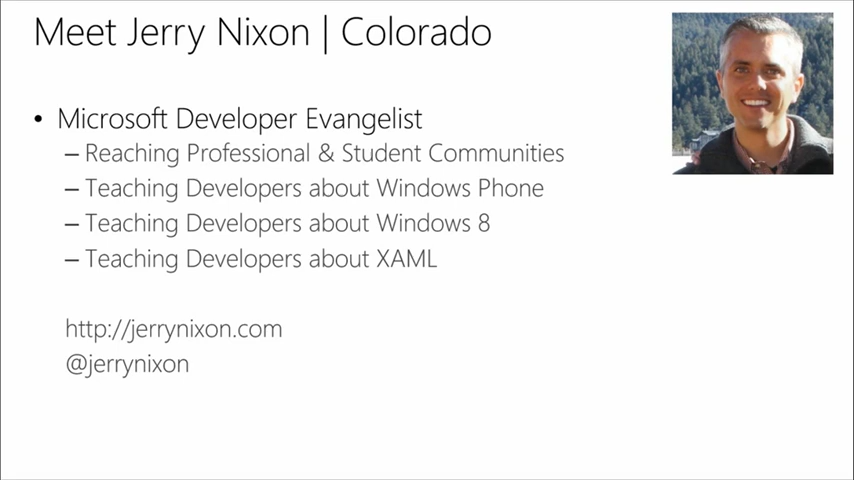 Meet Jerry Nixon | Colorado
• Microsoft Developer Evangelist
– Reaching Professional & Student Communities
– Teaching Developers about Windows Phone
– Teaching Developers about Windows 8
– Teaching Developers about XAML
http://jerrynixon.com
@jerrynixon